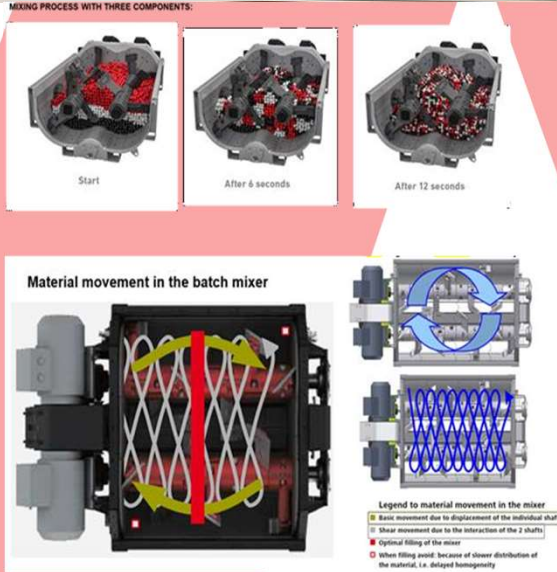 MIXING PROCESS WITH THREE COMPONENTS:
Start
After 6 seconds
After 12 seconds
Material movement in the batch mixer
Legend to material movement in the mixer
Basic movement due to displacement of the individual shaft
Shear movement due to the interaction of the 2 shafts
Optimal filling of the mixer
When filling avoid: because of slower distribution of
the material, i.e. delayed homogeneity